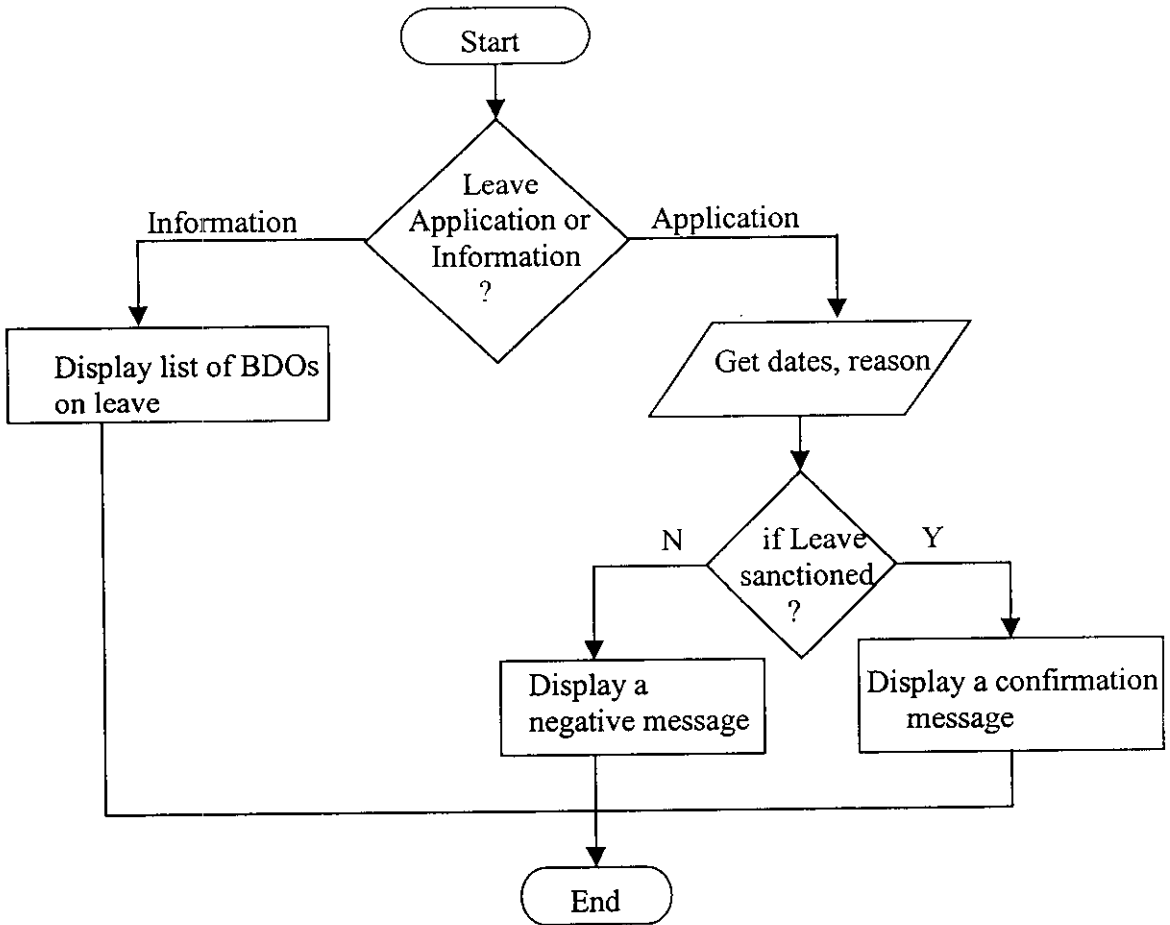 Start
Leave
Application or
Information
?
Information
Application
Display list of BDOs
on leave
Get dates, reason
if Leave
sanctioned
?
N
Y
Display a
negative message
Display a confirmation
message
End